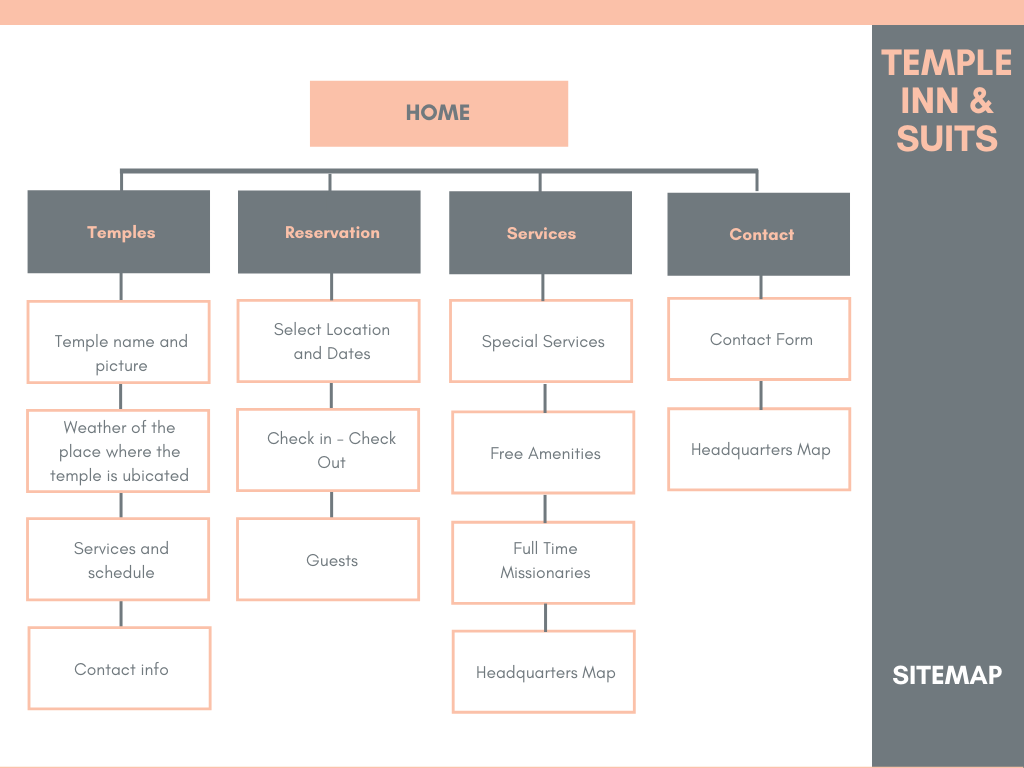 TEMPLE
INN &
SUITS
HOME
Temples
Reservation
Services
Contact
Temple name and
picture
Weather of the
place where the
temple is ubicated
Services and
schedule
Contact info
Select Location
and Dates
Check in - Check
Out
Guests
Special Services
Free Amenities
Full Time
Missionaries
Headquarters Map
Contact Form
Headquarters Map
SITEMAP